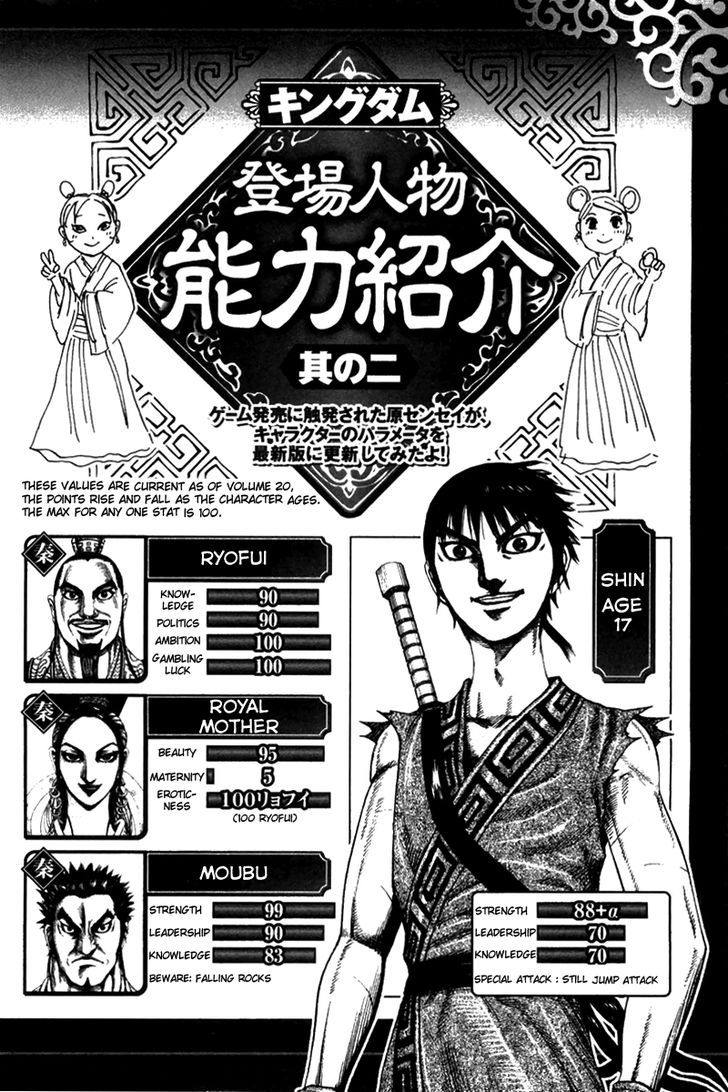 キングダム
登場人物
能力紹介
其の二
ゲーム発売に触発された原センセイが、
キャラクターのパラメータを
最新版に更新してみたよ!
THESE VALUES ARE CURRENT AS OF VOLUME 20,
THE POINTS RISE AND FALL AS THE CHARACTER AGES.
THE MAX FOR ANY ONE STAT IS 100.
秦
RYOFUI
KNOW-
LEDGE 90
POLITICS 90
AMBITION 100
GAMBLING
LUCK 100
秦
ROYAL
MOTHER
BEAUTY 95
MATERNITY 5
EROTIC-
NESS 100リョフイ
(100 RYOFUI)
秦
MOUBU
STRENGTH 99
LEADERSHIP 90
KNOWLEDGE 83
BEWARE: FALLING ROCKS
SHIN
AGE
17
STRENGTH 88+α
LEADERSHIP 70
KNOWLEDGE 70
SPECIAL ATTACK : STILL JUMP ATTACK